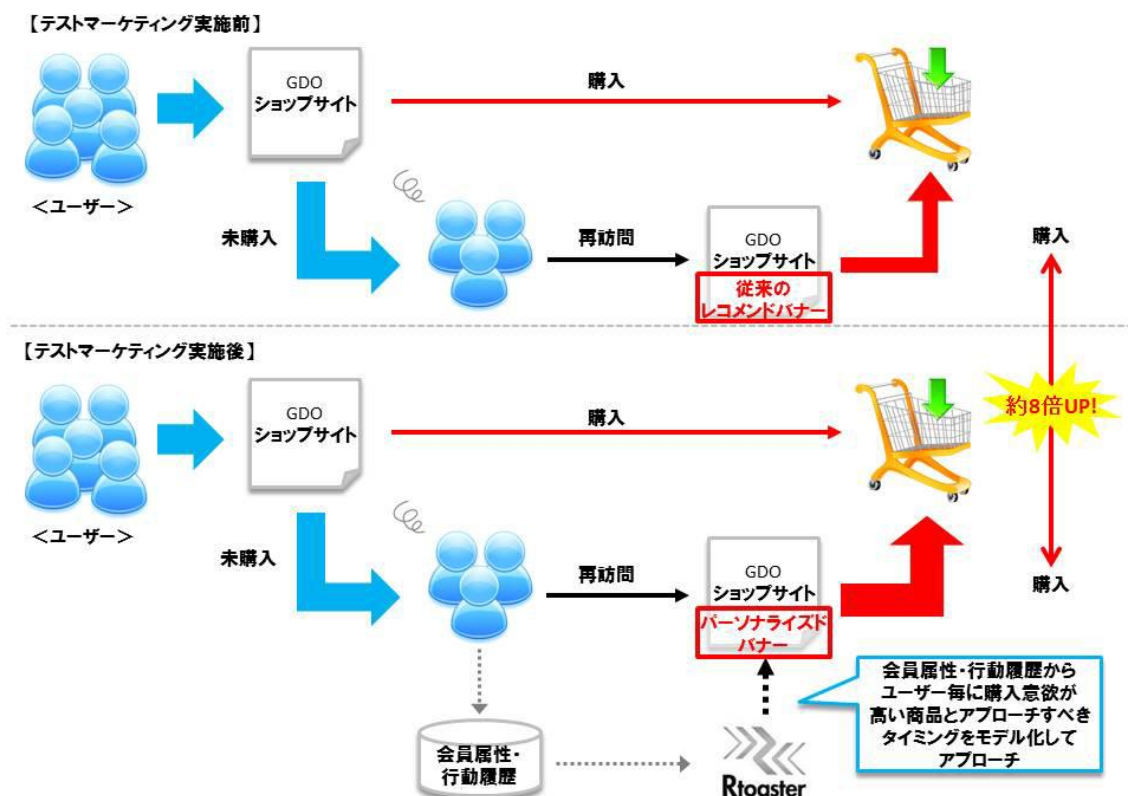 【テストマーケティング実施前】
GDO
ショップサイト
購入
<ユーザー>
未購入
再訪問
GDO
ショップサイト
従来の
レコメンドバナー
購入
【テストマーケティング実施後】
GDO
ショップサイト
購入
約8倍UP!
<ユーザー>
未購入
再訪問
GDO
ショップサイト
パーソナライズド
バナー
購入
会員属性・行動履歴から
ユーザー毎に購入意欲が
高い商品とアプローチすべき
タイミングをモデル化して
アプローチ
会員属性・
行動履歴
Rtoaster